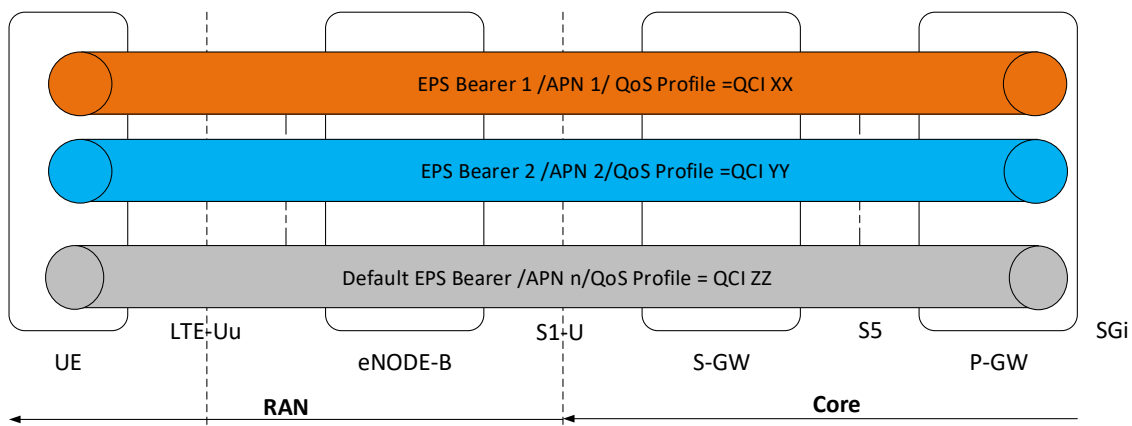 EPS Bearer 1 /APN 1/ QoS Profile =QCI XX
EPS Bearer 2 /APN 2/QoS Profile =QCI YY
Default EPS Bearer /APN n/QoS Profile = QCI ZZ
LTE-Uu
S1-U
S5
SGi
UE
eNODE-B
S-GW
P-GW
RAN
Core